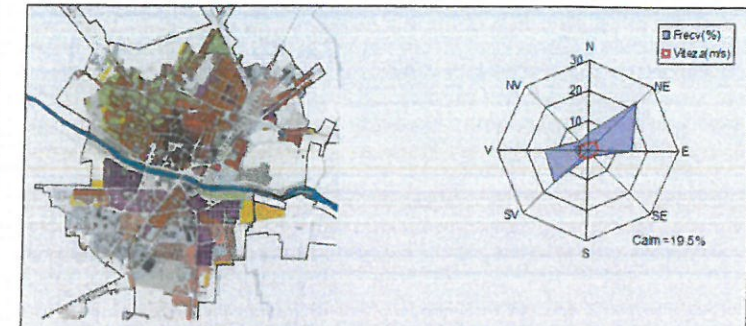 Frecv(%)
Viteza(m/s)
N
30
NV
NE
20
10
V
E
SV
SE
S
Calm=19.5%